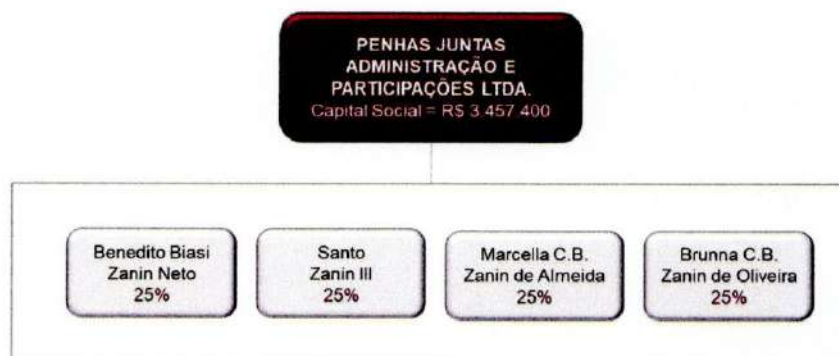 PENHAS JUNTAS
ADMINISTRAÇÃO E
PARTICIPAÇÕES LTDA.
Capital Social = R$ 3.457.400
Benedito Biasi
Zanin Neto
25%
Santo
Zanin III
25%
Marcella C.B.
Zanin de Almeida
25%
Brunna C.B.
Zanin de Oliveira
25%